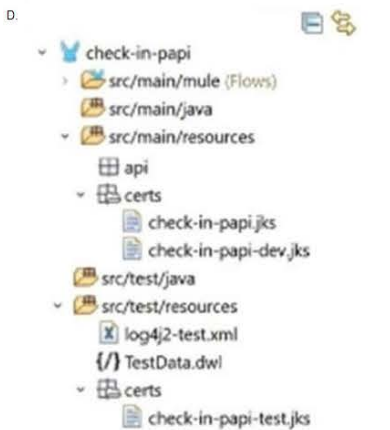 D.
check-in-papi
src/main/mule (Flows)
src/main/java
src/main/resources
api
certs
check-in-papi.jks
check-in-papi-dev.jks
src/test/java
src/test/resources
log4j2-test.xml
{/} TestData.dwl
certs
check-in-papi-test.jks